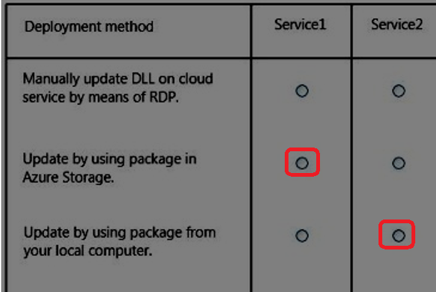 Deployment method Service1 Service2
Manually update DLL on cloud
service by means of RDP.
Update by using package in
Azure Storage.
Update by using package from
your local computer.